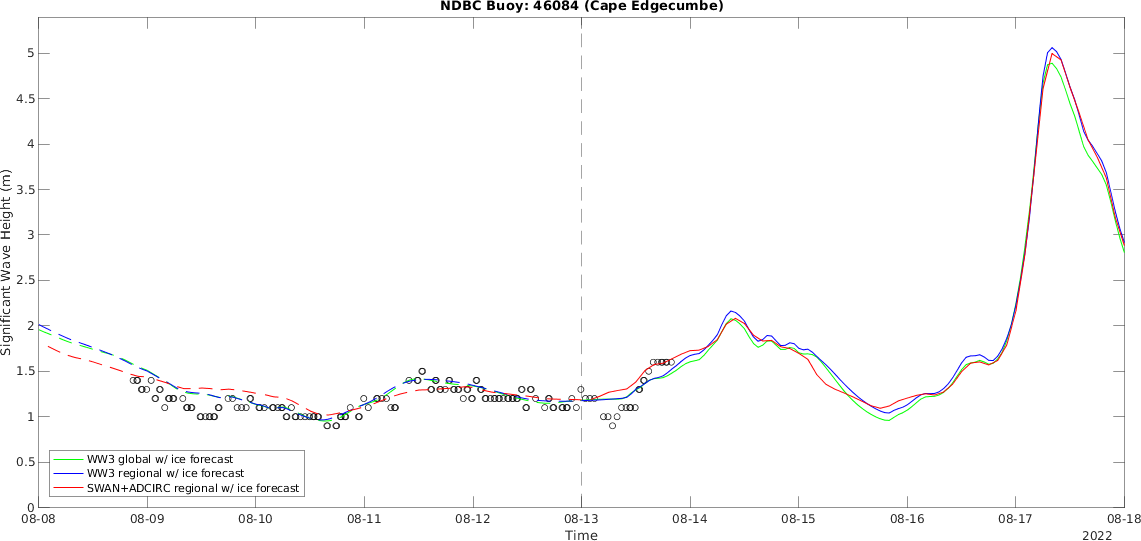 NDBC Buoy: 46084 (Cape Edgecumbe)
Significant Wave Height (m)
5
4.5
4
3.5
3
2.5
2
1.5
1
0.5
0
WW3 global w/ ice forecast
WW3 regional w/ ice forecast
SWAN+ADCIRC regional w/ ice forecast
08-08 08-09 08-10 08-11 08-12 08-13 08-14 08-15 08-16 08-17 08-18
Time
2022